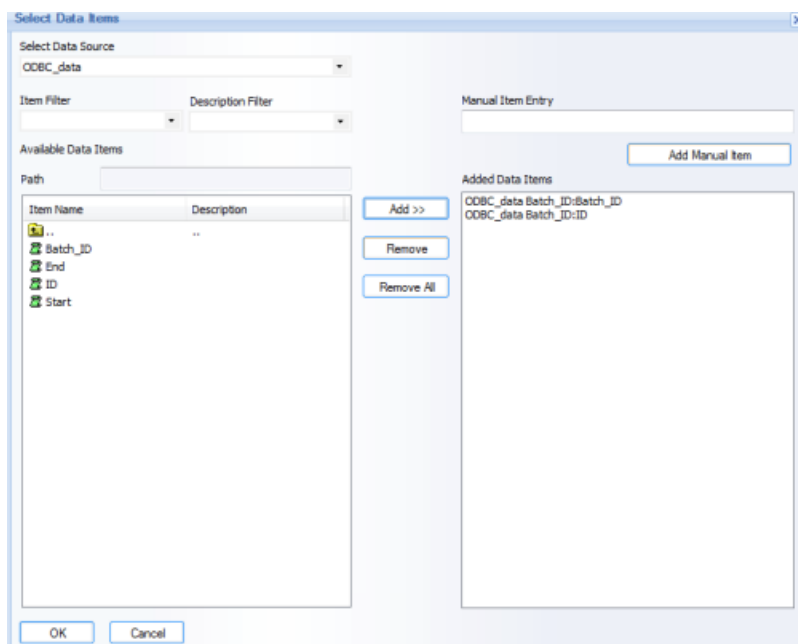 Select Data Items
Select Data Source
ODBC_data
Item Filter
Description Filter
Manual Item Entry
Available Data Items
Add Manual Item
Path
Added Data Items
Item Name Description
Add >>
ODBC_data Batch_ID:Batch_ID
ODBC_data Batch_ID:ID
.. ..
Batch_ID
Remove
End
ID
Remove All
Start
OK
Cancel